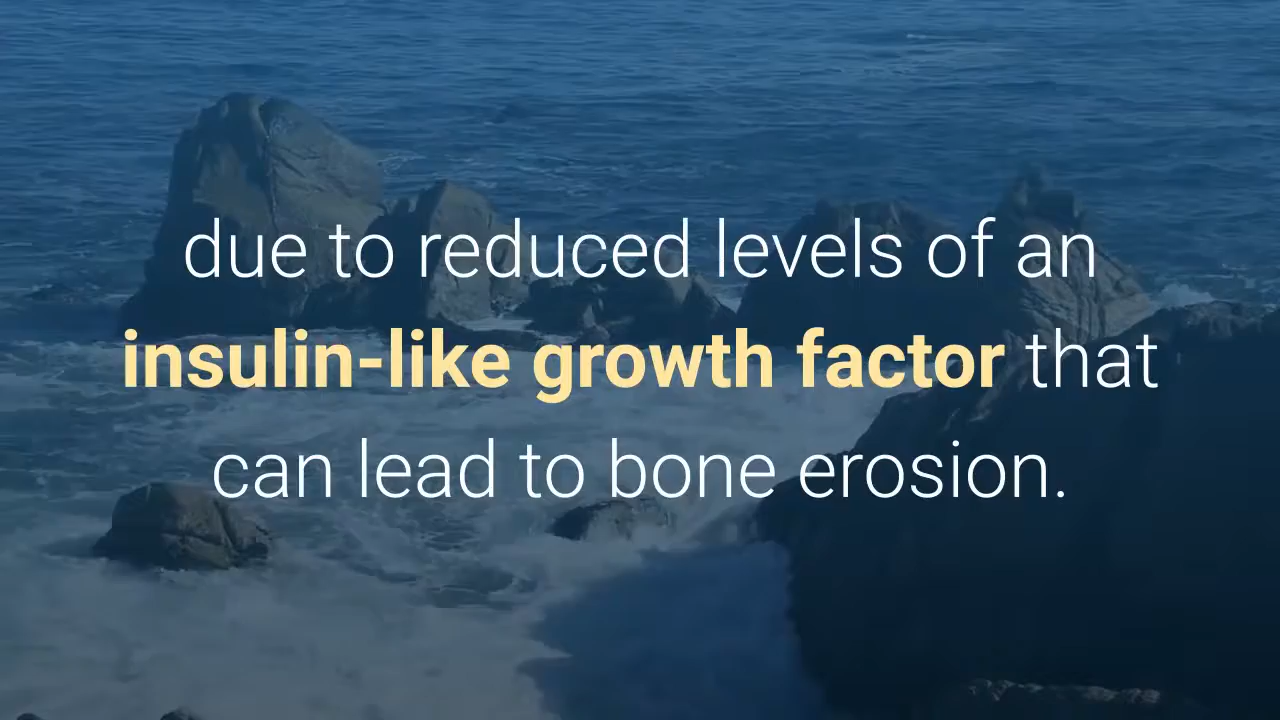 due to reduced levels of an
insulin-like growth factor that
can lead to bone erosion.